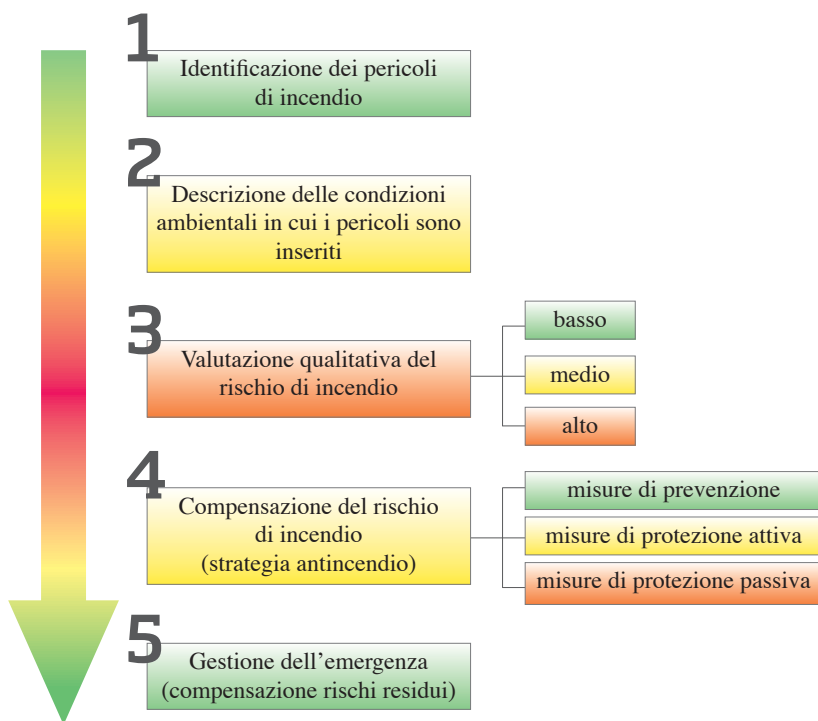 1
Identificazione dei pericoli
di incendio
2
Descrizione delle condizioni
ambientali in cui i pericoli sono
inseriti
3
Valutazione qualitativa del
rischio di incendio
basso
medio
alto
4
Compensazione del rischio
di incendio
(strategia antincendio)
misure di prevenzione
misure di protezione attiva
misure di protezione passiva
5
Gestione dell’emergenza
(compensazione rischi residui)